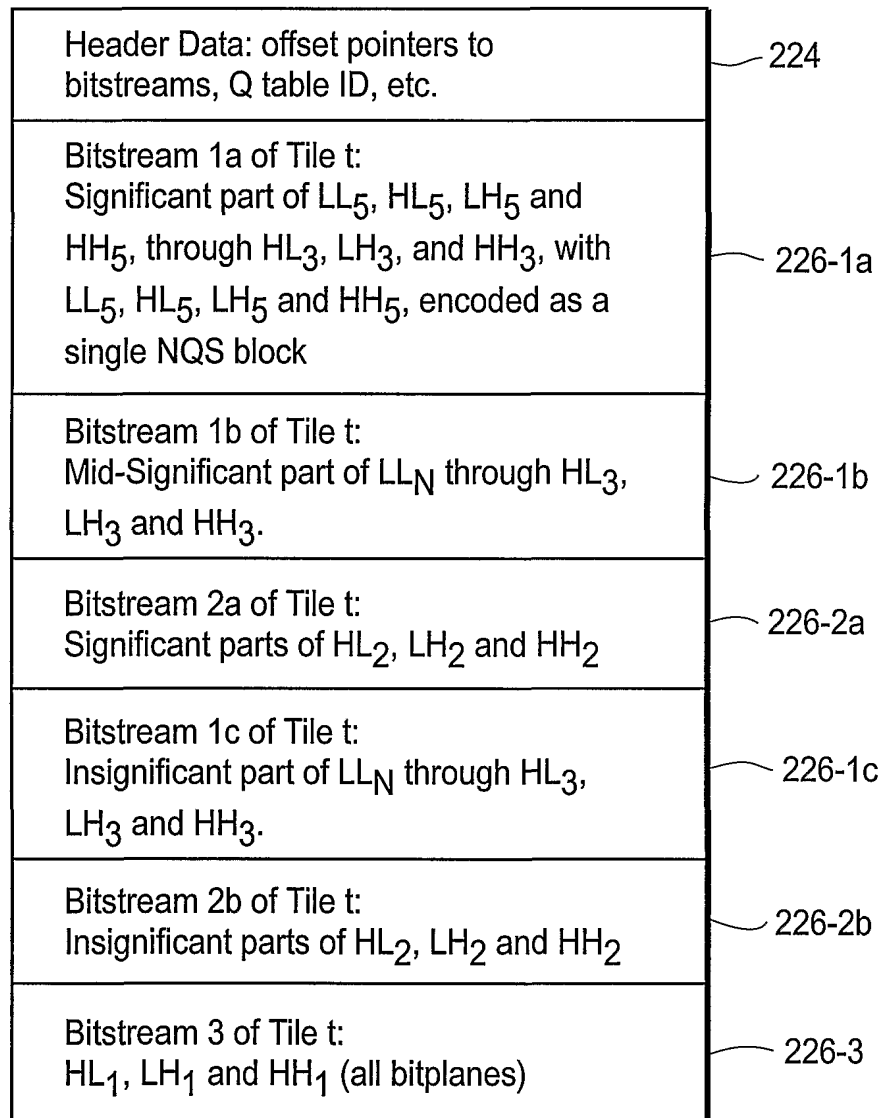 Header Data: offset pointers to
bitstreams, Q table ID, etc.
224
Bitstream 1a of Tile t:
Significant part of LL5, HL5, LH5 and
HH5, through HL3, LH3, and HH3, with
LL5, HL5, LH5 and HH5, encoded as a
single NQS block
226-1a
Bitstream 1b of Tile t:
Mid-Significant part of LLN through HL3,
LH3 and HH3.
226-1b
Bitstream 2a of Tile t:
Significant parts of HL2, LH2 and HH2
226-2a
Bitstream 1c of Tile t:
Insignificant part of LLN through HL3,
LH3 and HH3.
226-1c
Bitstream 2b of Tile t:
Insignificant parts of HL2, LH2 and HH2
226-2b
Bitstream 3 of Tile t:
HL1, LH1 and HH1 (all bitplanes)
226-3